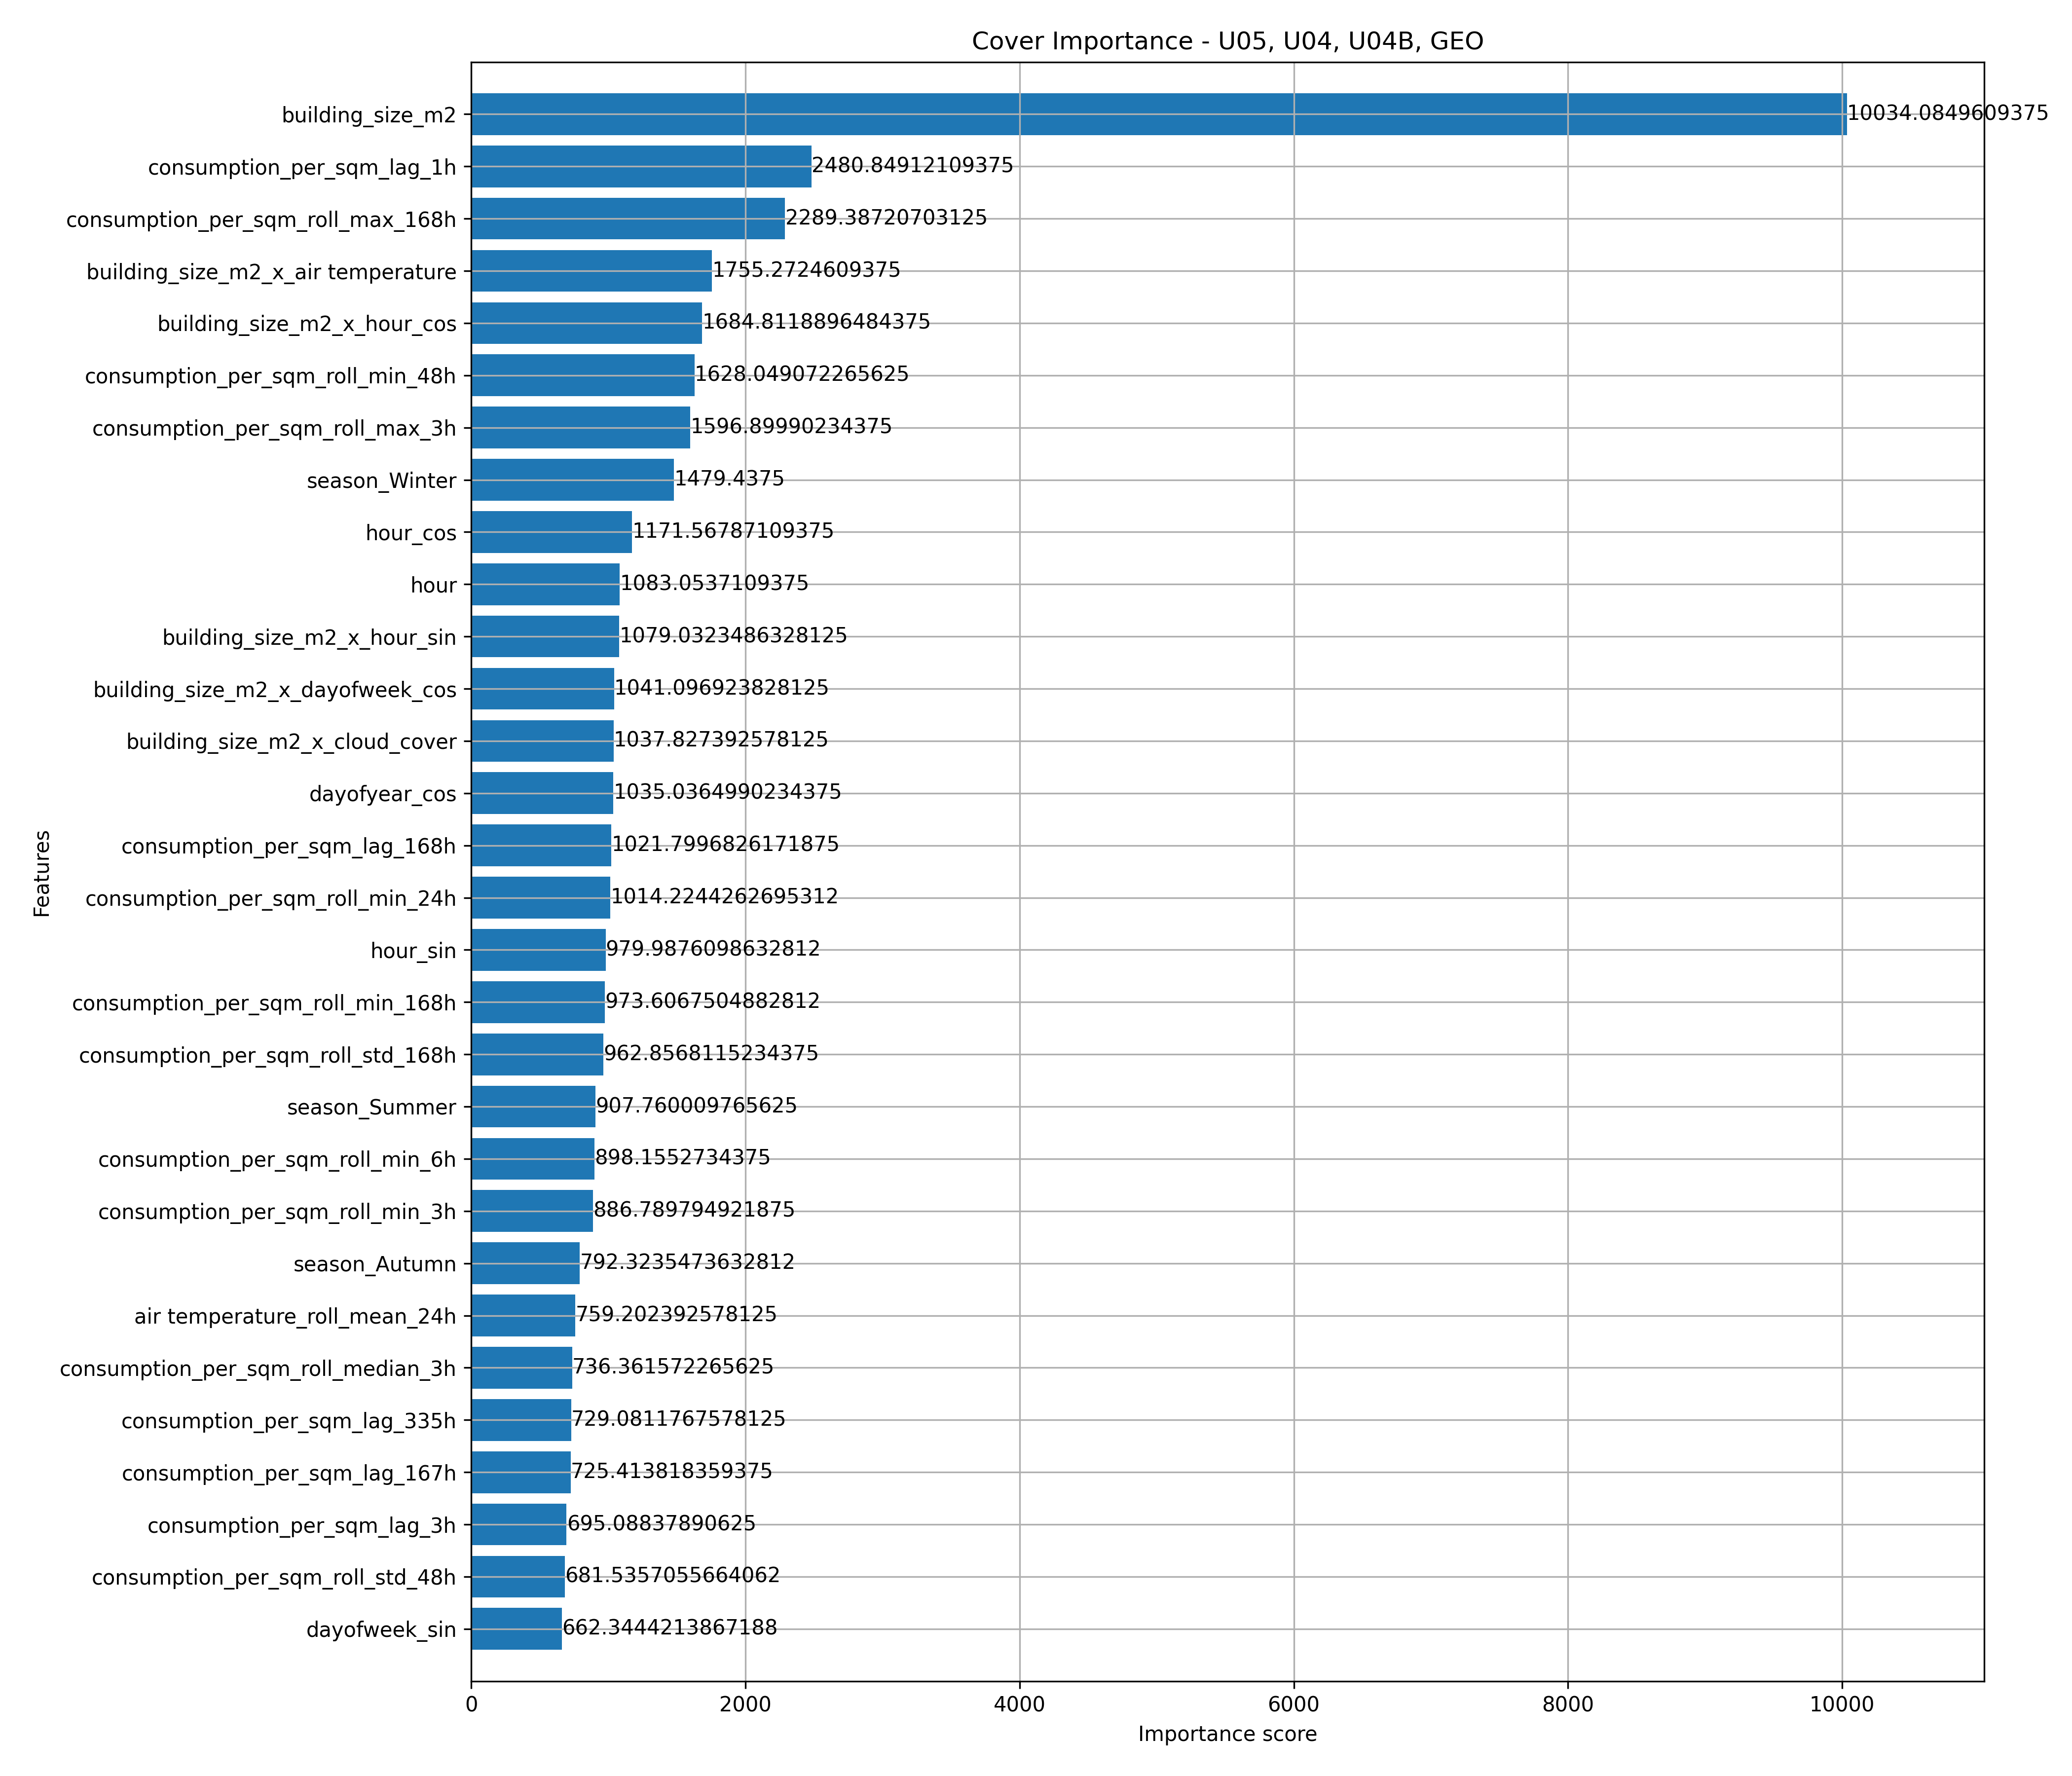 Cover Importance - U05, U04, U04B, GEO
building_size_m2 10034.0849609375
consumption_per_sqm_lag_1h 2480.84912109375
consumption_per_sqm_roll_max_168h 2289.38720703125
building_size_m2_x_air temperature 1755.2724609375
building_size_m2_x_hour_cos 1684.8118896484375
consumption_per_sqm_roll_min_48h 1628.049072265625
consumption_per_sqm_roll_max_3h 1596.89990234375
season_Winter 1479.4375
hour_cos 1171.56787109375
hour 1083.0537109375
building_size_m2_x_hour_sin 1079.0323486328125
building_size_m2_x_dayofweek_cos 1041.096923828125
building_size_m2_x_cloud_cover 1037.827392578125
dayofyear_cos 1035.0364990234375
consumption_per_sqm_lag_168h 1021.7996826171875
consumption_per_sqm_roll_min_24h 1014.2244262695312
hour_sin 979.9876098632812
consumption_per_sqm_roll_min_168h 973.6067504882812
consumption_per_sqm_roll_std_168h 962.8568115234375
season_Summer 907.760009765625
consumption_per_sqm_roll_min_6h 898.1552734375
consumption_per_sqm_roll_min_3h 886.789794921875
season_Autumn 792.3235473632812
air temperature_roll_mean_24h 759.202392578125
consumption_per_sqm_roll_median_3h 736.361572265625
consumption_per_sqm_lag_335h 729.0811767578125
consumption_per_sqm_lag_167h 725.413818359375
consumption_per_sqm_lag_3h 695.08837890625
consumption_per_sqm_roll_std_48h 681.5357055664062
dayofweek_sin 662.3444213867188
Features
0 2000 4000 6000 8000 10000
Importance score